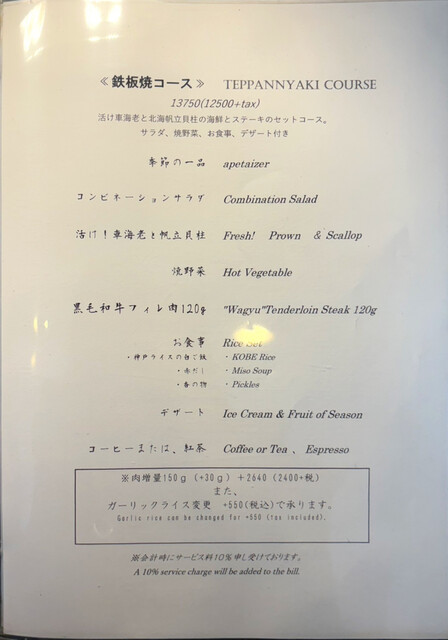 ≪鉄板焼コース≫ TEPPANNYAKI COURSE
13750(12500+tax)
活け車海老と北海帆立貝柱の海鮮とステーキのセットコース。
サラダ、焼野菜、お食事、デザート付き
季節の一品 apetaizer
コンビネーションサラダ Combination Salad
活け！車海老と帆立貝柱 Fresh! Prown & Scallop
焼野菜 Hot Vegetable
黒毛和牛フィレ肉120g "Wagyu"Tenderloin Steak 120g
お食事 Rice Set
・神戸ライスの白ご飯 ・KOBE Rice
・赤だし ・Miso Soup
・香の物 ・Pickles
デザート Ice Cream & Fruit of Season
コーヒーまたは、紅茶 Coffee or Tea 、 Espresso
※肉増量150g (+30g) +2640 (2400+税)
また、
ガーリックライス変更 +550(税込)で承ります。
Garlic rice can be changed for +550 (tax included).
※会計時にサービス料10%申し受けております。
A 10% service charge will be added to the bill.